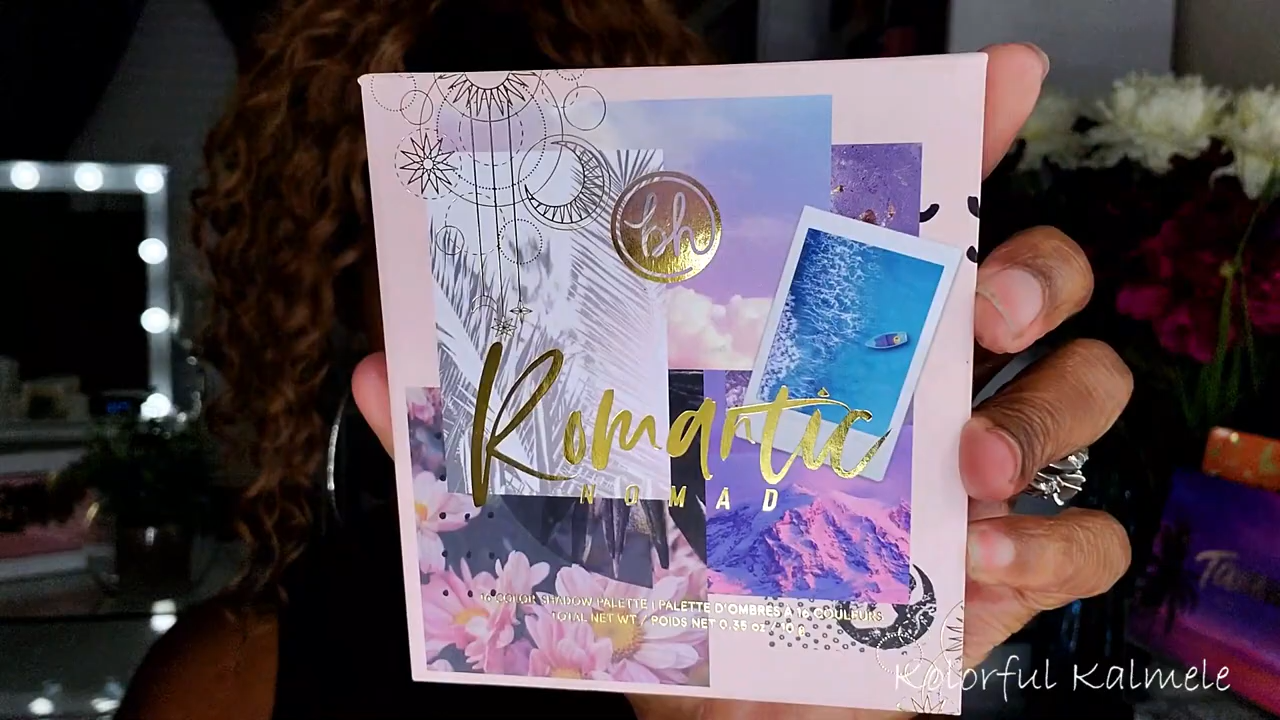 bh
Romantic
NOMAD
16 COLOR SHADOW PALETTE | PALETTE D'OMBRES À 16 COULEURS
TOTAL NET WT / POIDS NET 0.35 oz / 10 g
Kolorful Kalmele